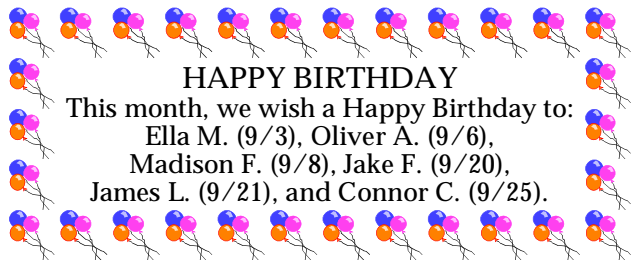 HAPPY BIRTHDAY
This month, we wish a Happy Birthday to:
Ella M. (9/3), Oliver A. (9/6),
Madison F. (9/8), Jake F. (9/20),
James L. (9/21), and Connor C. (9/25).